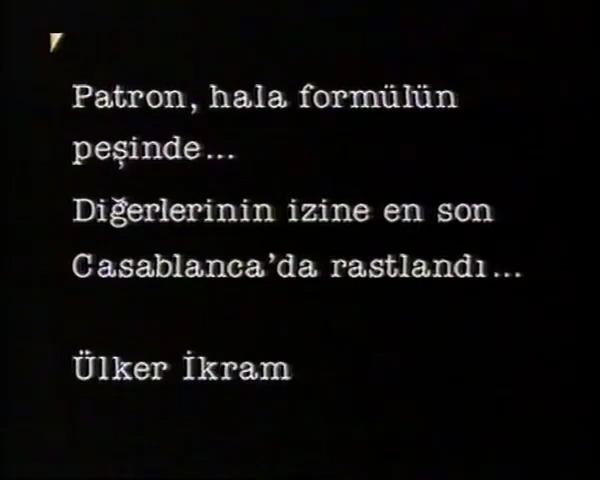 Patron, hala formülün
peşinde...
Diğerlerinin izine en son
Casablanca'da rastlandı...
Ülker İkram